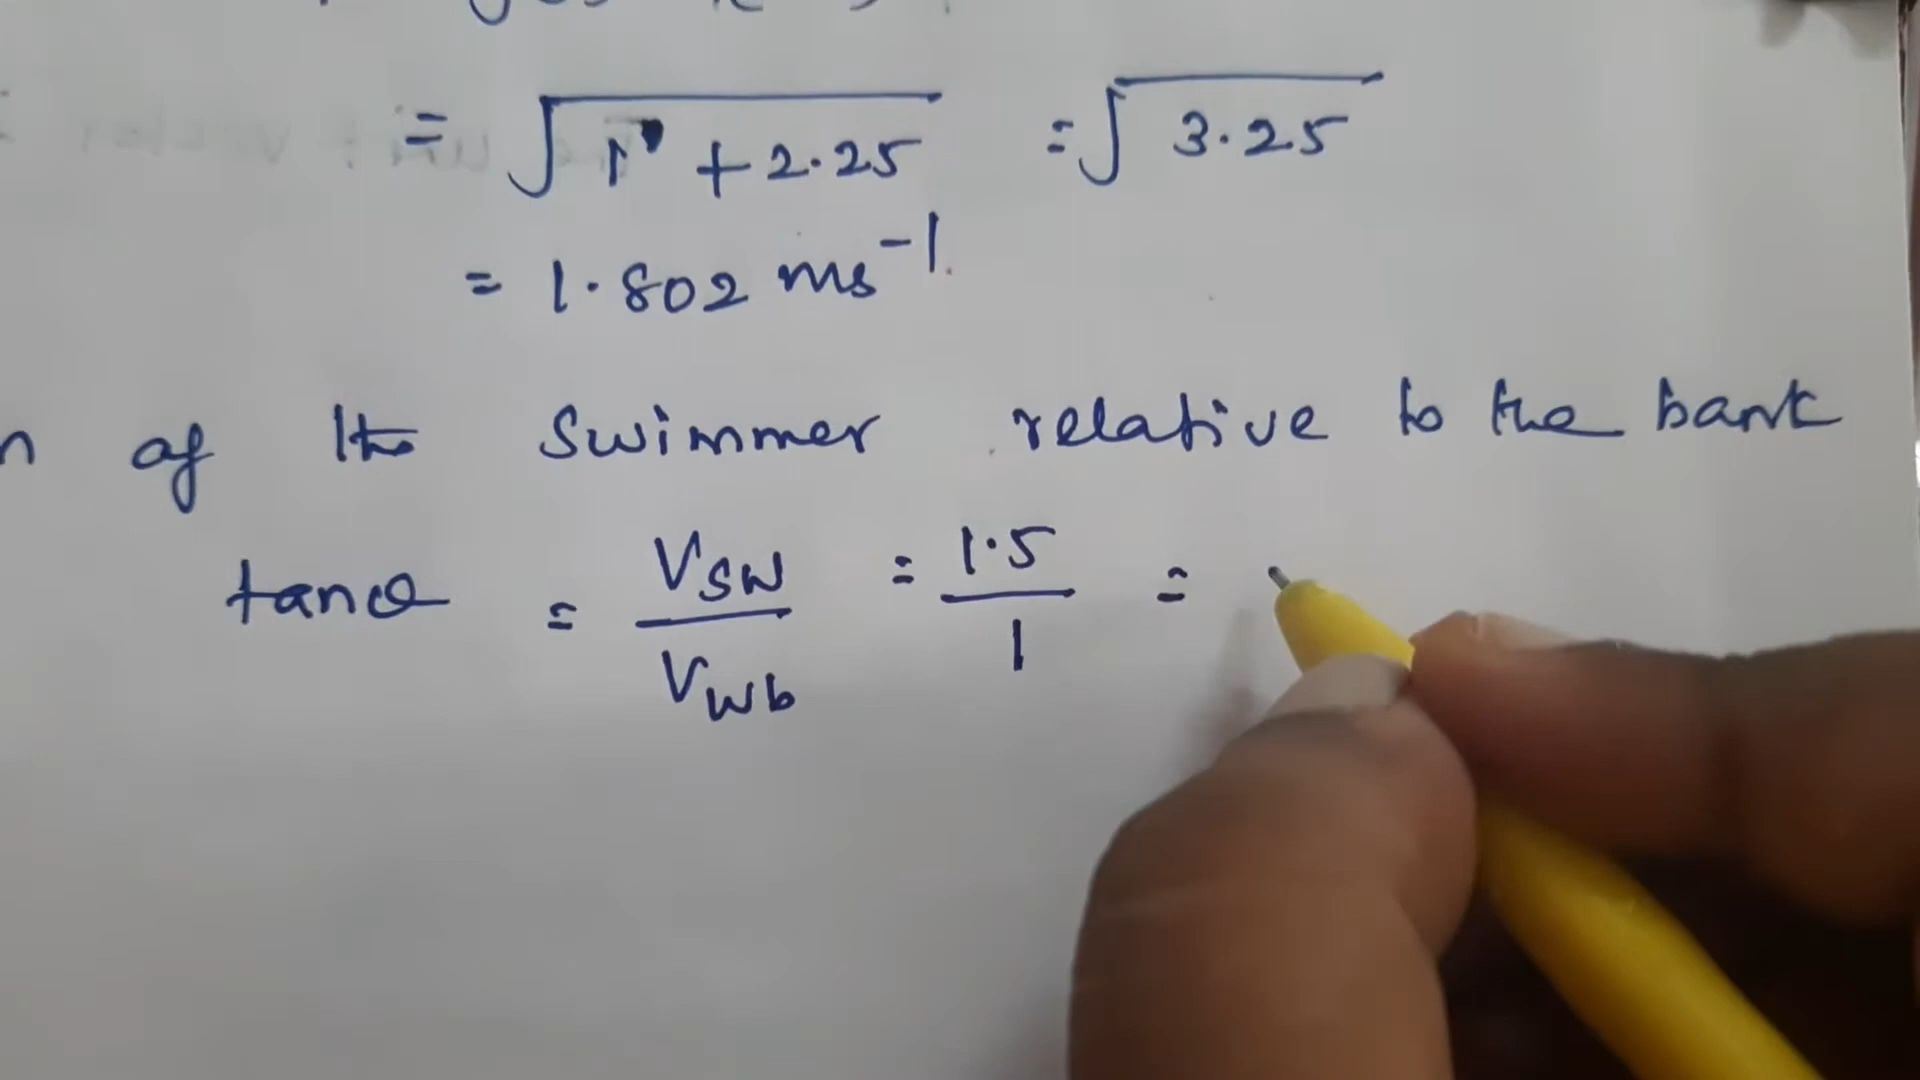 = √1 + 2.25 = √3.25
= 1.802 ms⁻¹.
n of the Swimmer relative to the bank
tanθ = Vsw/Vwb = 1.5/1 =